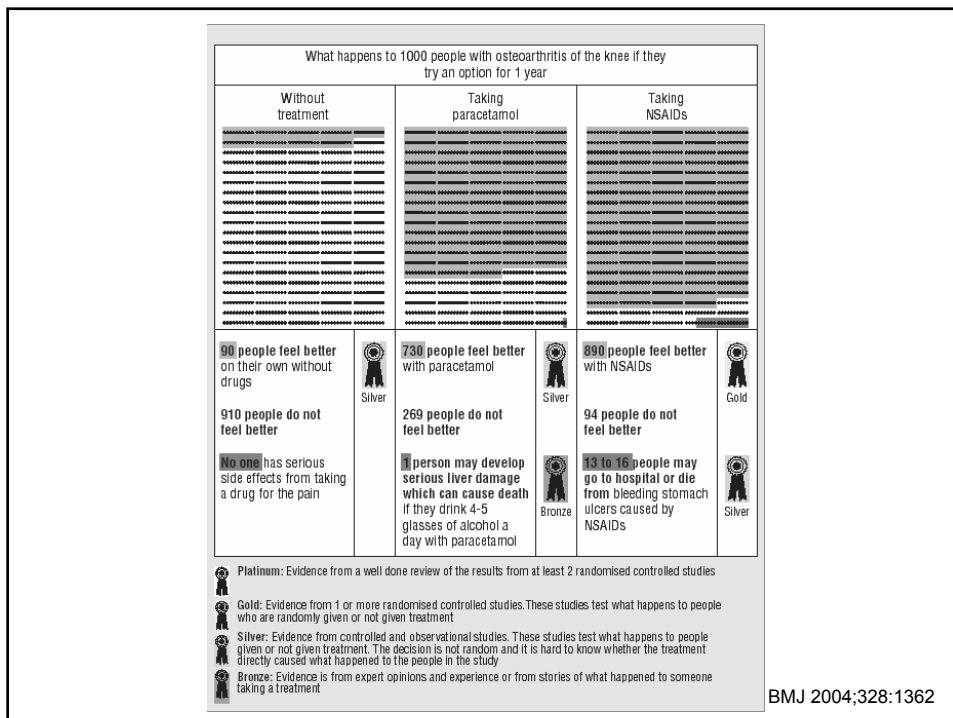 What happens to 1000 people with osteoarthritis of the knee if they
try an option for 1 year
Without
treatment
Taking
paracetamol
Taking
NSAIDs
90 people feel better
on their own without
drugs
Silver
910 people do not
feel better
No one has serious
side effects from taking
a drug for the pain
730 people feel better
with paracetamol
Silver
269 people do not
feel better
1 person may develop
serious liver damage
which can cause death
if they drink 4-5
glasses of alcohol a
day with paracetamol
Bronze
890 people feel better
with NSAIDs
Gold
94 people do not
feel better
13 to 16 people may
go to hospital or die
from bleeding stomach
ulcers caused by
NSAIDs
Silver
Platinum: Evidence from a well done review of the results from at least 2 randomised controlled studies
Gold: Evidence from 1 or more randomised controlled studies.These studies test what happens to people
who are randomly given or not given treatment
Silver: Evidence from controlled and observational studies. These studies test what happens to people
given or not given treatment. The decision is not random and it is hard to know whether the treatment
directly caused what happened to the people in the study
Bronze: Evidence is from expert opinions and experience or from stories of what happened to someone
taking a treatment
BMJ 2004;328:1362